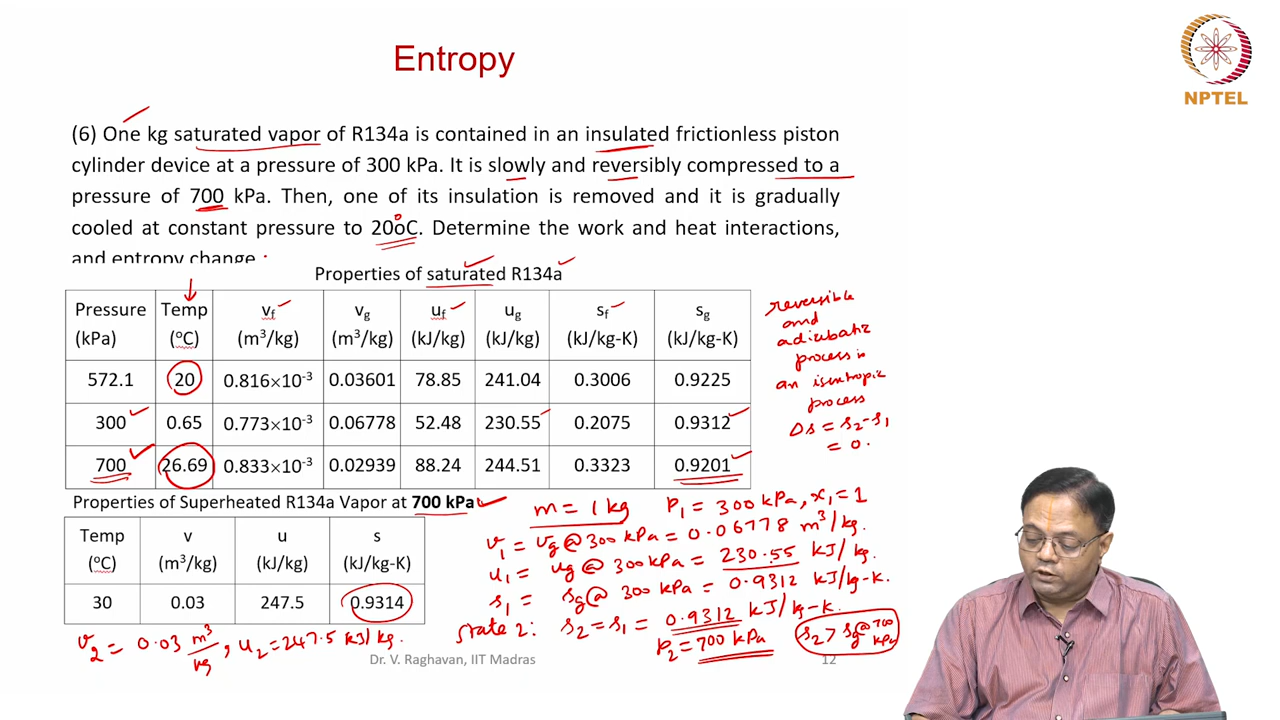 Entropy
NPTEL
(6) One kg saturated vapor of R134a is contained in an insulated frictionless piston
cylinder device at a pressure of 300 kPa. It is slowly and reversibly compressed to a
pressure of 700 kPa. Then, one of its insulation is removed and it is gradually
cooled at constant pressure to 20°C. Determine the work and heat interactions,
and entropy change.
Properties of saturated R134a
Pressure (kPa) Temp (°C) vf (m³/kg) vg (m³/kg) uf (kJ/kg) ug (kJ/kg) sf (kJ/kg-K) sg (kJ/kg-K)
572.1 20 0.816×10⁻³ 0.03601 78.85 241.04 0.3006 0.9225
300 0.65 0.773×10⁻³ 0.06778 52.48 230.55 0.2075 0.9312
700 26.69 0.833×10⁻³ 0.02939 88.24 244.51 0.3323 0.9201
reversible
and
adiabatic
process is
an isentropic
process
Δs = s2-s1
= 0.
Properties of Superheated R134a Vapor at 700 kPa
Temp (°C) v (m³/kg) u (kJ/kg) s (kJ/kg-K)
30 0.03 247.5 0.9314
m = 1 kg P1 = 300 kPa, x1 = 1
v1 = vg @ 300 kPa = 0.06778 m³/kg.
u1 = ug @ 300 kPa = 230.55 kJ/kg.
s1 = sg @ 300 kPa = 0.9312 kJ/kg-K.
State 2: s2 = s1 = 0.9312 kJ/kg-K.
P2 = 700 kPa
s2 > sg @ 700 kPa
v2 = 0.03 m³/kg, u2 = 247.5 kJ/kg.
Dr. V. Raghavan, IIT Madras
12